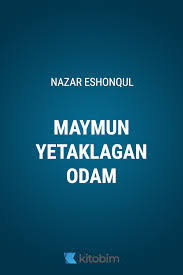 NAZAR ESHONQUL
MAYMUN
YETAKLAGAN
ODAM
kitobim